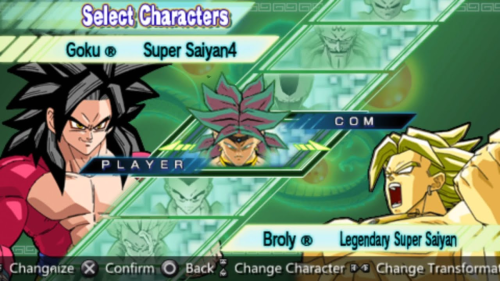 Select Characters
Goku ® Super Saiyan4
COM
PLAYER
Broly ® Legendary Super Saiyan
Changnize Confirm Back Change Character Change Transformat